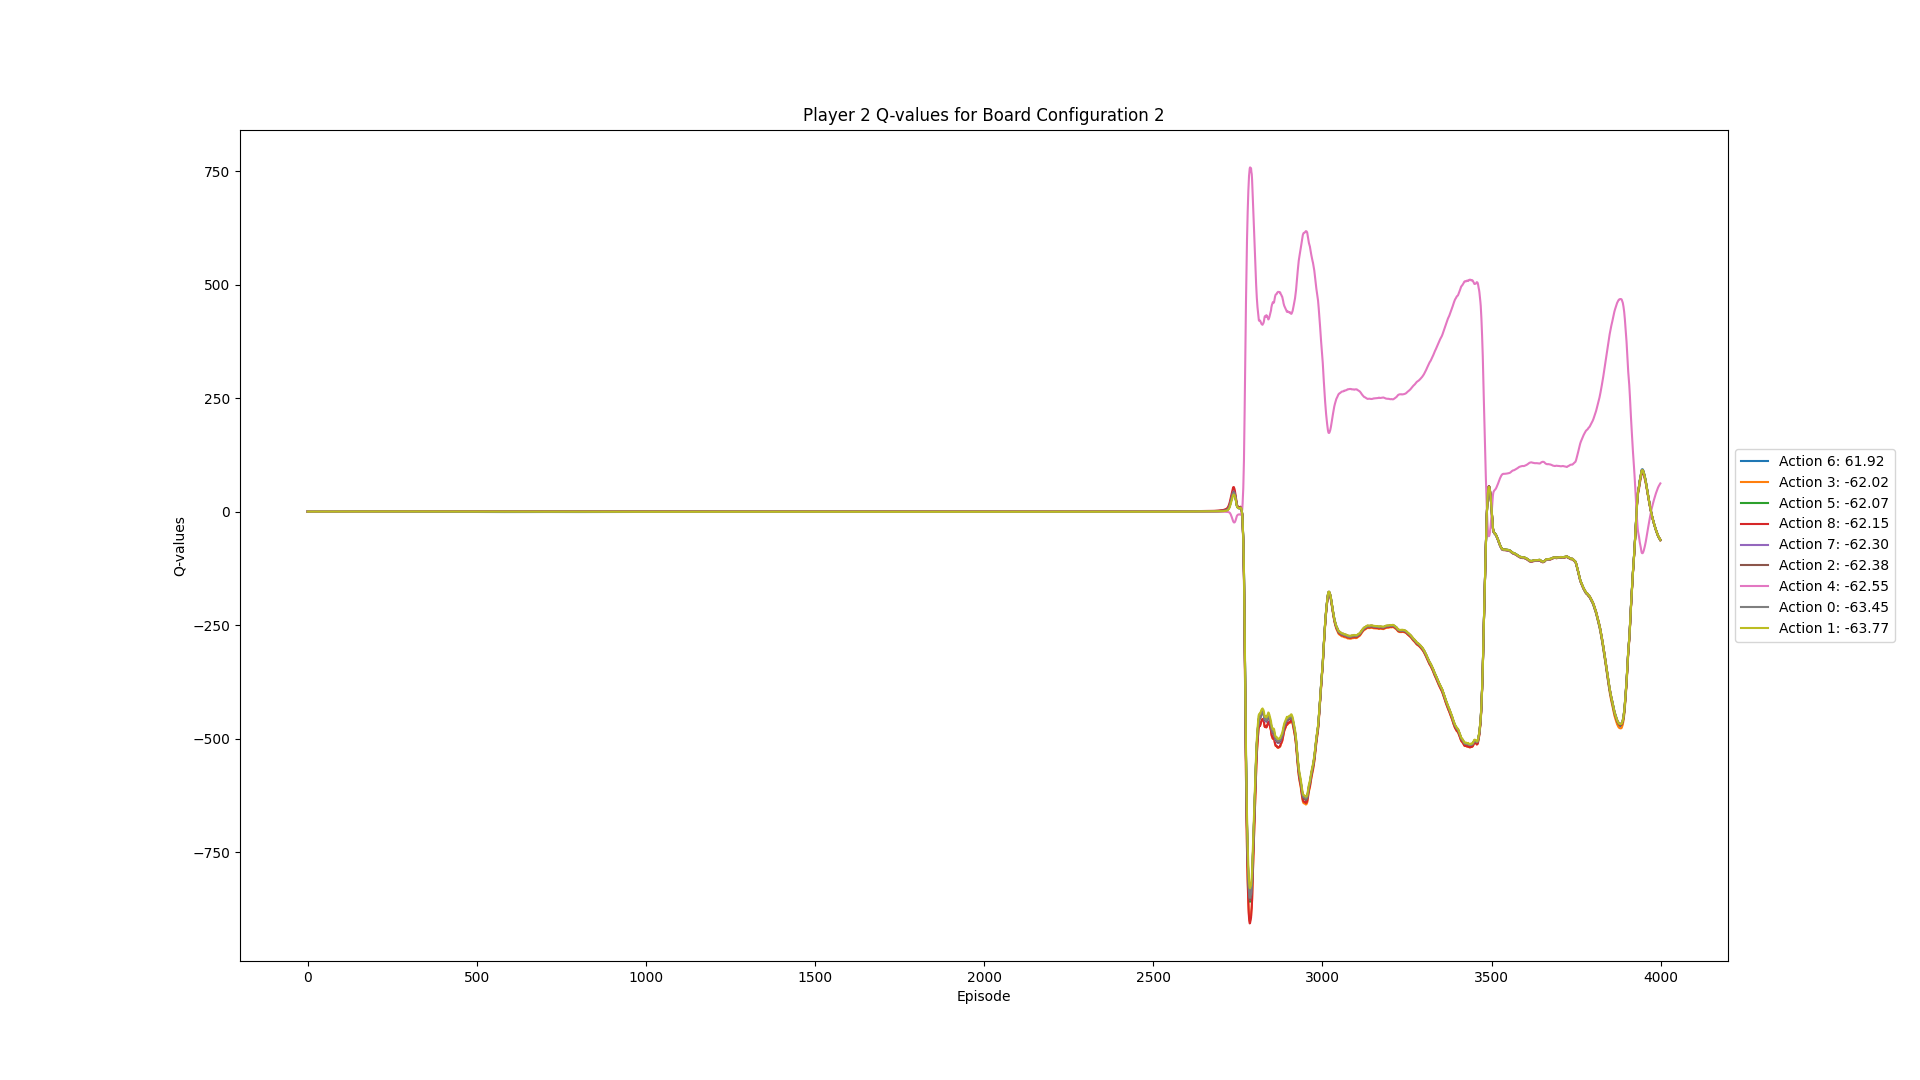 Player 2 Q-values for Board Configuration 2
750
500
250
0
−250
−500
−750
Q-values
0 500 1000 1500 2000 2500 3000 3500 4000
Episode
Action 6: 61.92
Action 3: -62.02
Action 5: -62.07
Action 8: -62.15
Action 7: -62.30
Action 2: -62.38
Action 4: -62.55
Action 0: -63.45
Action 1: -63.77